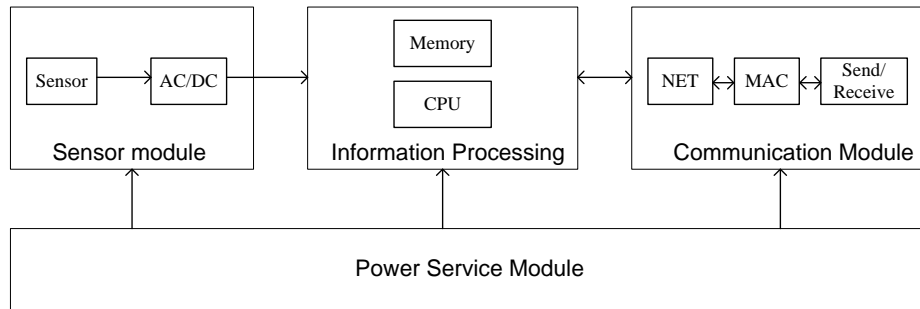 Sensor
AC/DC
Sensor module
Memory
CPU
Information Processing
NET
MAC
Send/
Receive
Communication Module
Power Service Module